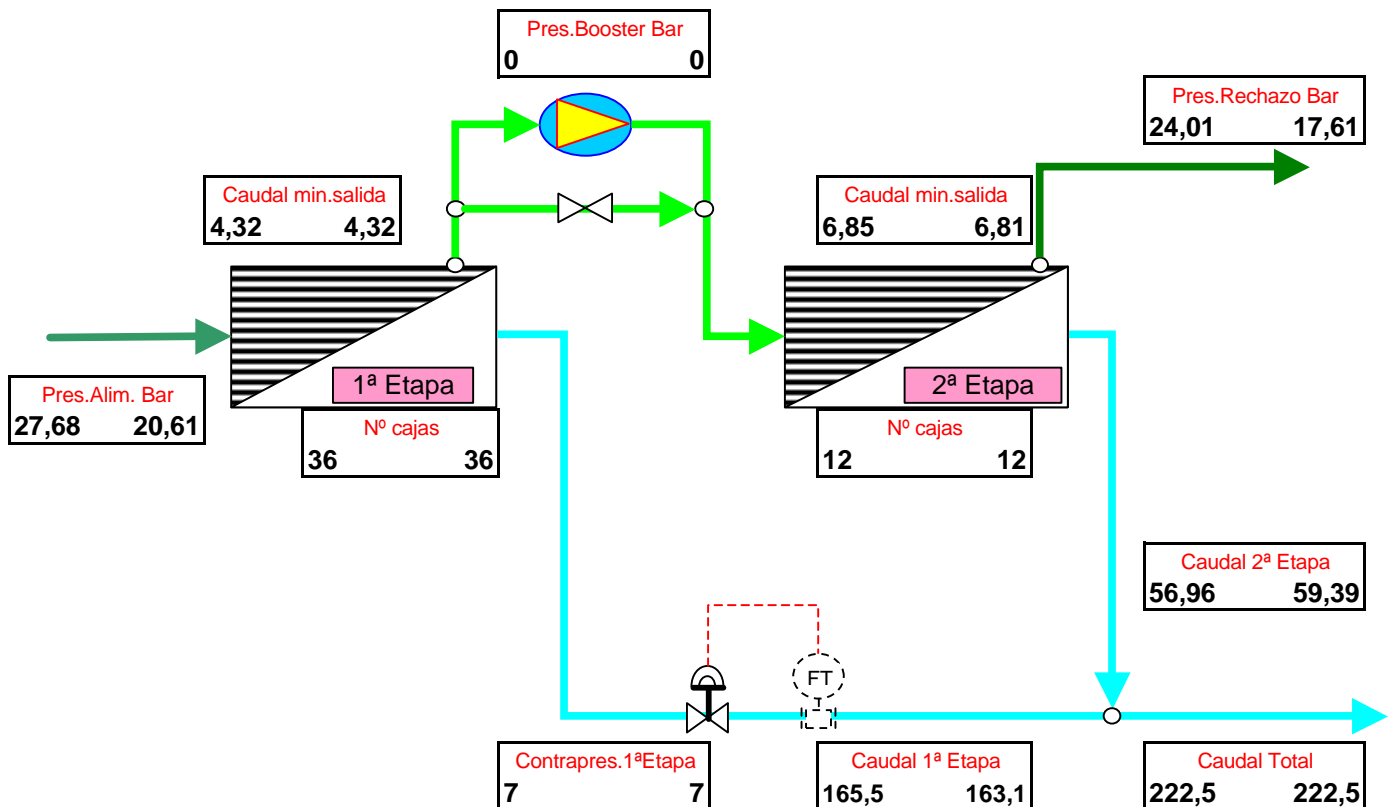 Pres.Booster Bar
0 0
Pres.Rechazo Bar
24,01 17,61
Caudal min.salida
4,32 4,32
Caudal min.salida
6,85 6,81
1ª Etapa
2ª Etapa
Pres.Alim. Bar
27,68 20,61
Nº cajas
36 36
Nº cajas
12 12
Caudal 2ª Etapa
56,96 59,39
FT
Contrapres.1ªEtapa
7 7
Caudal 1ª Etapa
165,5 163,1
Caudal Total
222,5 222,5